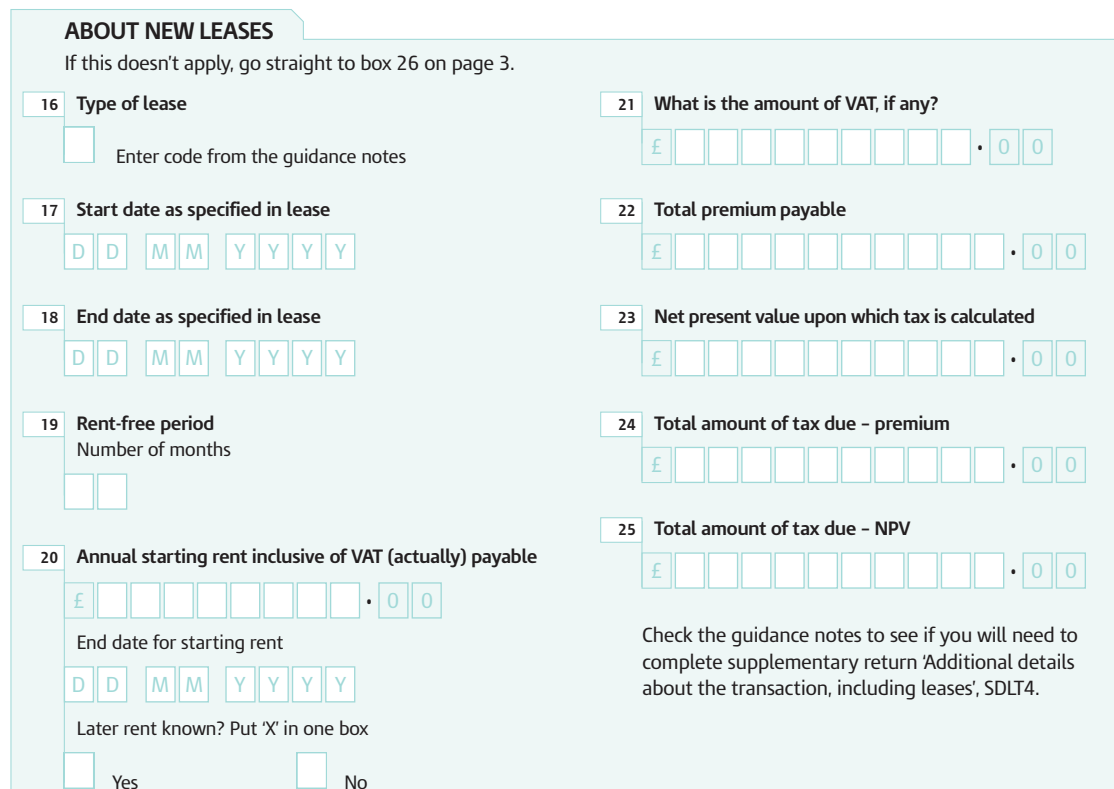 ABOUT NEW LEASES
If this doesn't apply, go straight to box 26 on page 3.
16 Type of lease
Enter code from the guidance notes
17 Start date as specified in lease
D D M M Y Y Y Y
18 End date as specified in lease
D D M M Y Y Y Y
19 Rent-free period
Number of months
20 Annual starting rent inclusive of VAT (actually) payable
£ • 0 0
End date for starting rent
D D M M Y Y Y Y
Later rent known? Put ‘X’ in one box
Yes No
21 What is the amount of VAT, if any?
£ • 0 0
22 Total premium payable
£ • 0 0
23 Net present value upon which tax is calculated
£ • 0 0
24 Total amount of tax due – premium
£ • 0 0
25 Total amount of tax due – NPV
£ • 0 0
Check the guidance notes to see if you will need to
complete supplementary return ‘Additional details
about the transaction, including leases’, SDLT4.